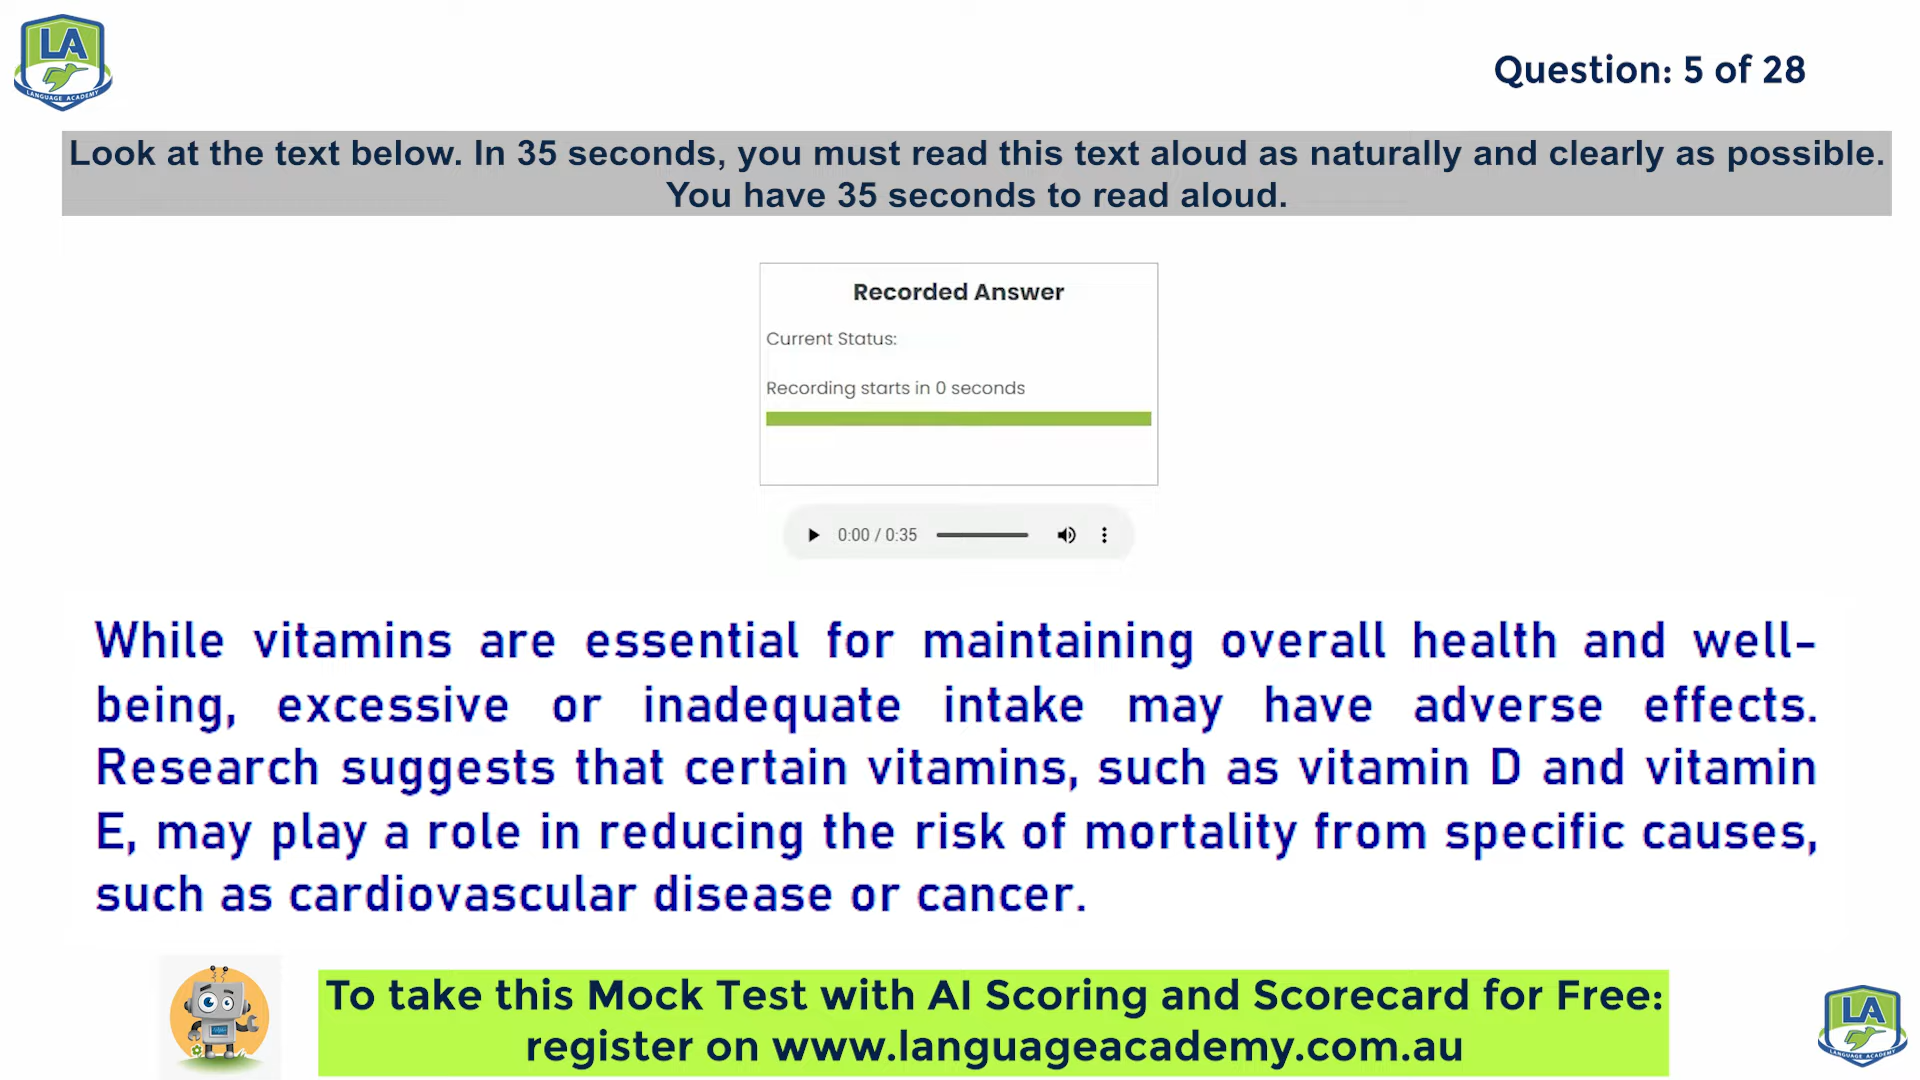 LA
LANGUAGE ACADEMY
Question: 5 of 28
Look at the text below. In 35 seconds, you must read this text aloud as naturally and clearly as possible.
You have 35 seconds to read aloud.
Recorded Answer
Current Status:
Recording starts in 0 seconds
0:00 / 0:35
While vitamins are essential for maintaining overall health and well-
being, excessive or inadequate intake may have adverse effects.
Research suggests that certain vitamins, such as vitamin D and vitamin
E, may play a role in reducing the risk of mortality from specific causes,
such as cardiovascular disease or cancer.
To take this Mock Test with AI Scoring and Scorecard for Free:
register on www.languageacademy.com.au
LA
LANGUAGE ACADEMY